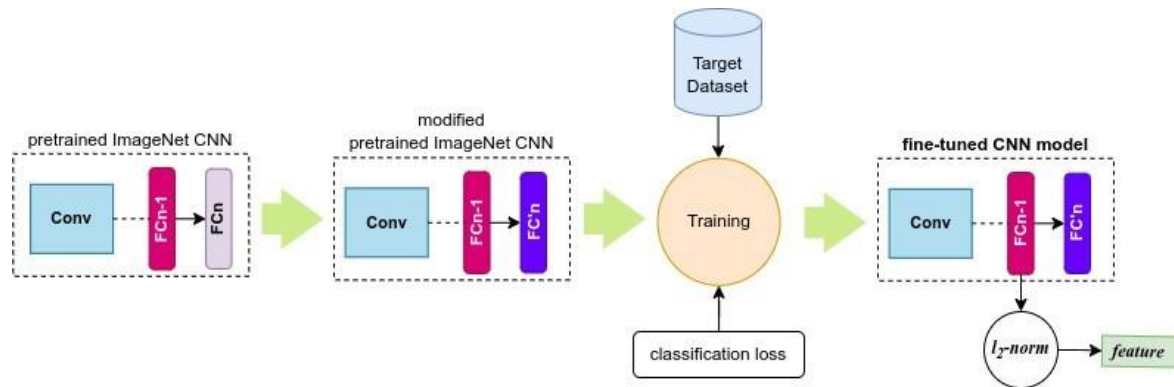 pretrained ImageNet CNN
Conv
FCn-1
FCn
modified
pretrained ImageNet CNN
Conv
FCn-1
FC'n
Target
Dataset
Training
classification loss
fine-tuned CNN model
Conv
FCn-1
FC'n
l2-norm
feature